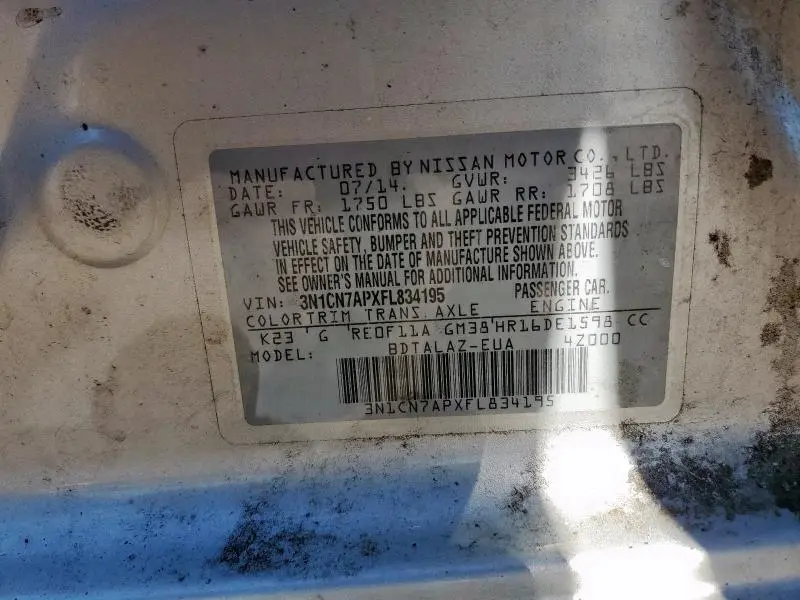 MANUFACTURED BY NISSAN MOTOR CO., LTD.
DATE: 07/14. GVWR: 3426 LBS
GAWR FR: 1750 LBS GAWR RR: 1708 LBS
THIS VEHICLE CONFORMS TO ALL APPLICABLE FEDERAL MOTOR
VEHICLE SAFETY, BUMPER AND THEFT PREVENTION STANDARDS
IN EFFECT ON THE DATE OF MANUFACTURE SHOWN ABOVE.
SEE OWNER'S MANUAL FOR ADDITIONAL INFORMATION.
VIN: 3N1CN7APXFL834195 PASSENGER CAR.
COLOR TRIM TRANS AXLE ENGINE
K23 G RE0F11A GM38 HR16DE1598 CC
MODEL: BDTALAZ-EUA 4Z000
3N1CN7APXFL834195